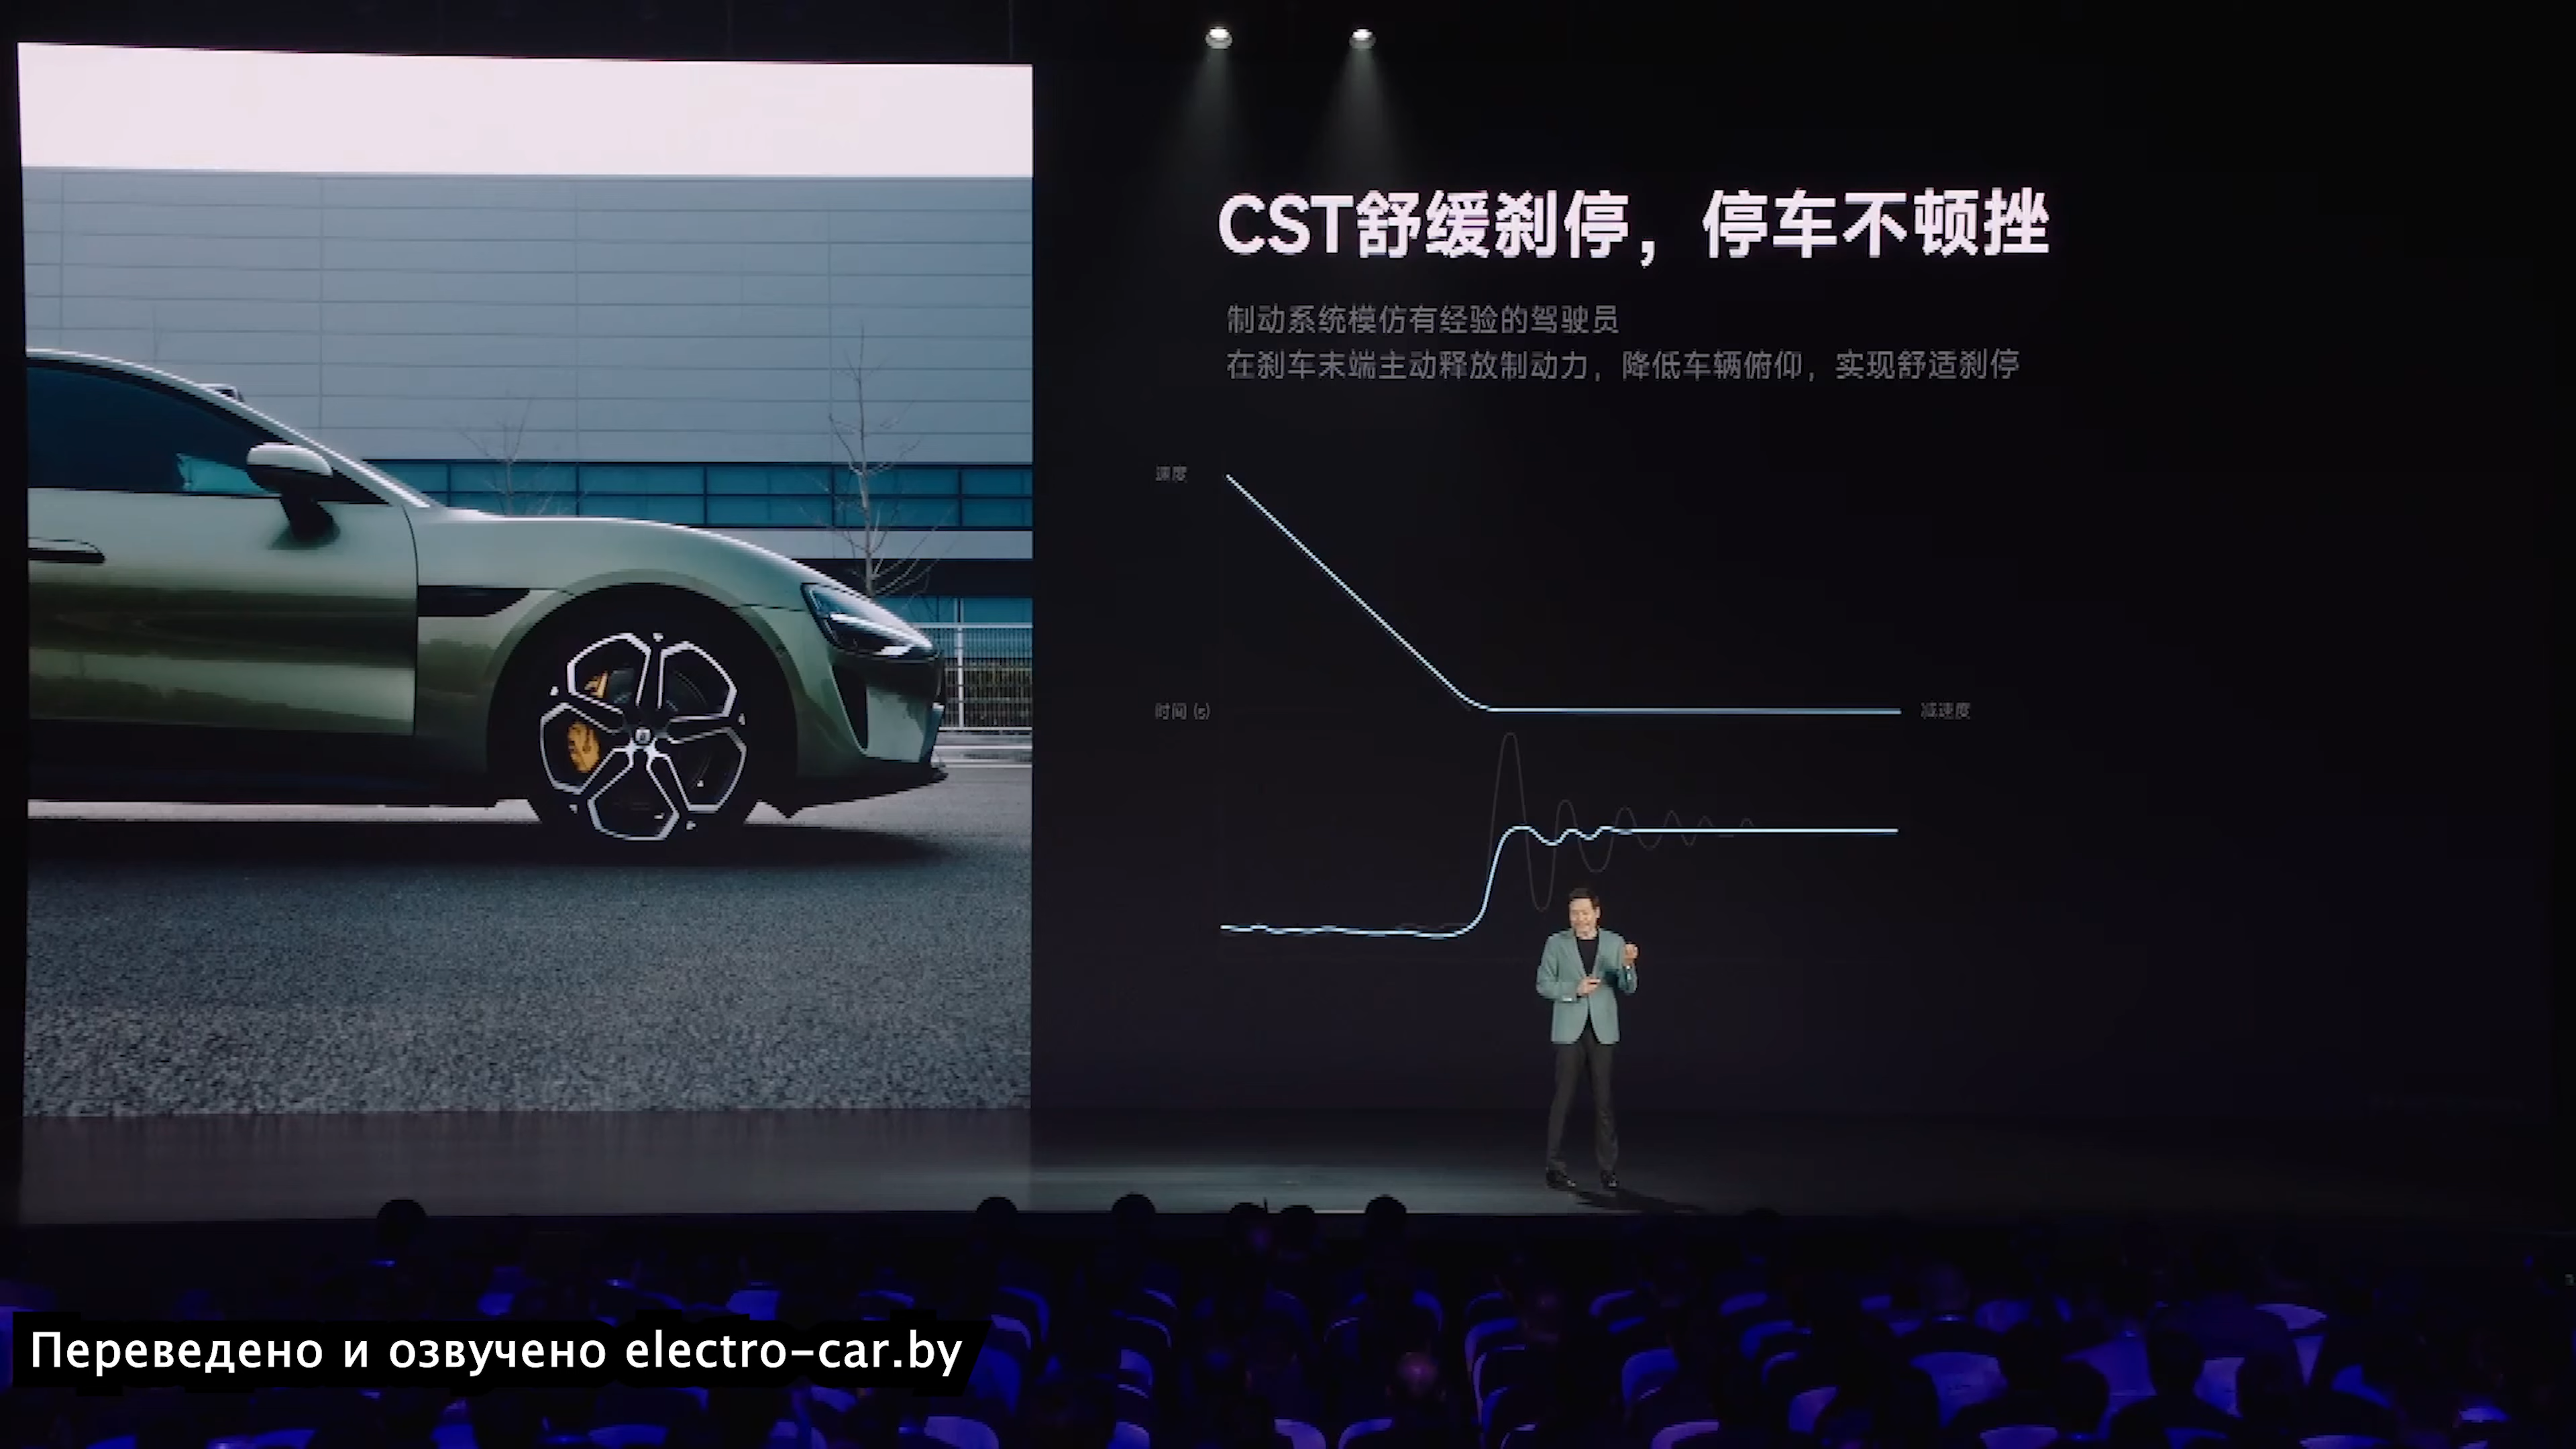 CST舒缓刹停，停车不顿挫
制动系统模仿有经验的驾驶员
在刹车末端主动释放制动力，降低车辆俯仰，实现舒适刹停
速度
时间 (s)
减速度
Переведено и озвучено electro-car.by